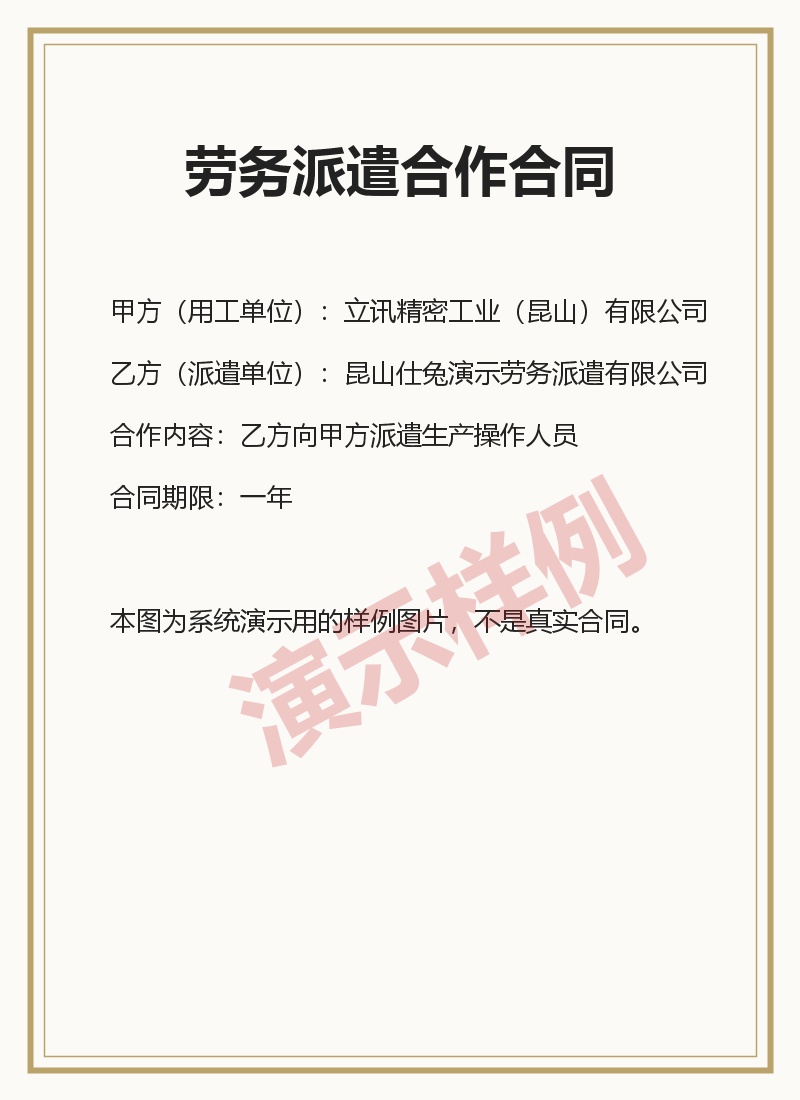 劳务派遣合作合同
甲方（用工单位）：立讯精密工业（昆山）有限公司
乙方（派遣单位）：昆山仕兔演示劳务派遣有限公司
合作内容：乙方向甲方派遣生产操作人员
合同期限：一年
本图为系统演示用的样例图片，不是真实合同。
演示样例